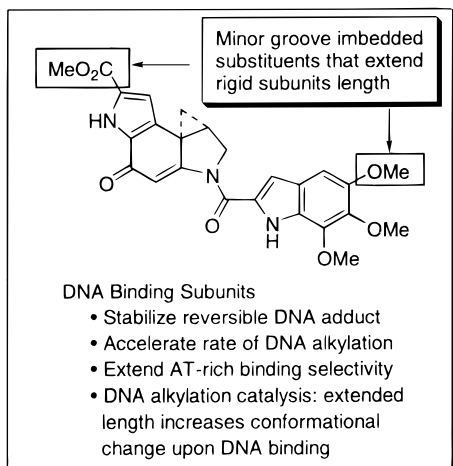 Minor groove imbedded
substituents that extend
rigid subunits length
MeO₂C
HN
O
N
O
N
H
OMe
OMe
OMe
DNA Binding Subunits
• Stabilize reversible DNA adduct
• Accelerate rate of DNA alkylation
• Extend AT-rich binding selectivity
• DNA alkylation catalysis: extended
length increases conformational
change upon DNA binding